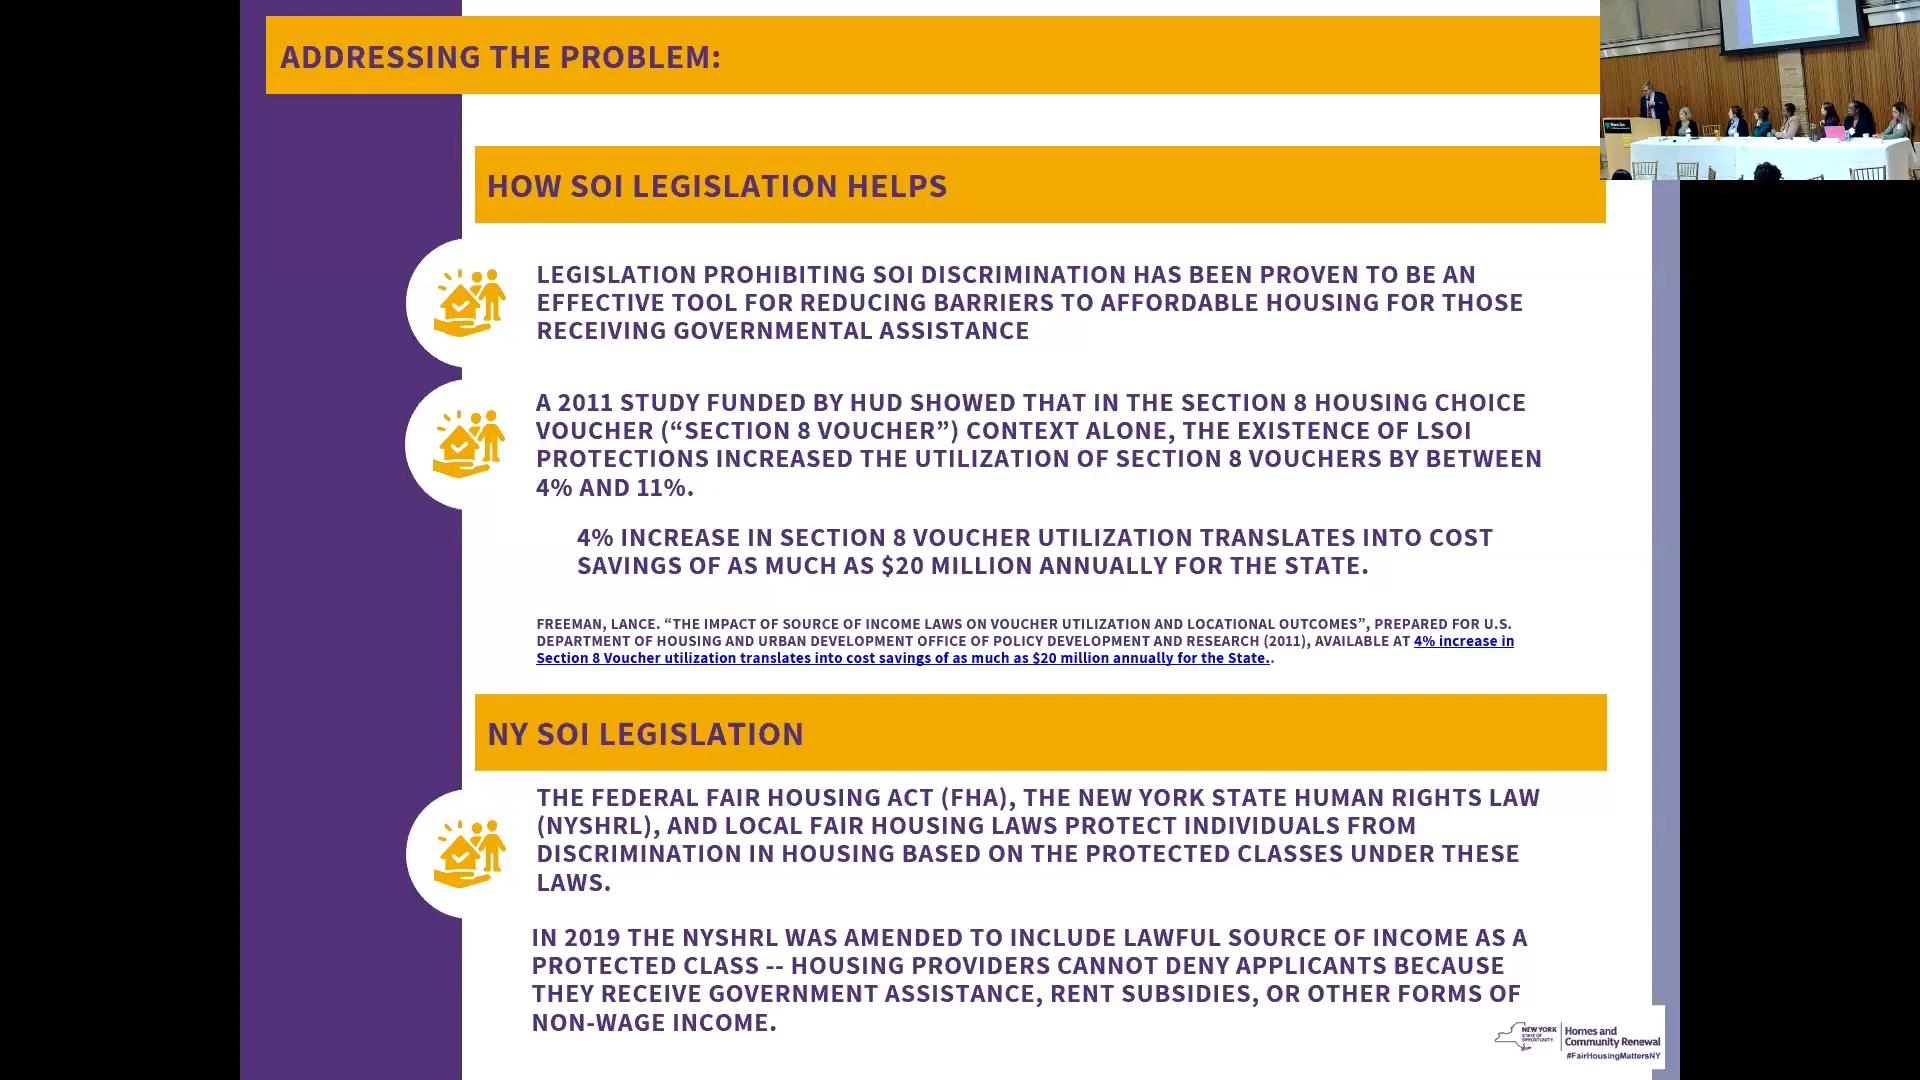 ADDRESSING THE PROBLEM:
HOW SOI LEGISLATION HELPS
LEGISLATION PROHIBITING SOI DISCRIMINATION HAS BEEN PROVEN TO BE AN
EFFECTIVE TOOL FOR REDUCING BARRIERS TO AFFORDABLE HOUSING FOR THOSE
RECEIVING GOVERNMENTAL ASSISTANCE
A 2011 STUDY FUNDED BY HUD SHOWED THAT IN THE SECTION 8 HOUSING CHOICE
VOUCHER (“SECTION 8 VOUCHER”) CONTEXT ALONE, THE EXISTENCE OF LSOI
PROTECTIONS INCREASED THE UTILIZATION OF SECTION 8 VOUCHERS BY BETWEEN
4% AND 11%.
4% INCREASE IN SECTION 8 VOUCHER UTILIZATION TRANSLATES INTO COST
SAVINGS OF AS MUCH AS $20 MILLION ANNUALLY FOR THE STATE.
FREEMAN, LANCE. “THE IMPACT OF SOURCE OF INCOME LAWS ON VOUCHER UTILIZATION AND LOCATIONAL OUTCOMES”, PREPARED FOR U.S.
DEPARTMENT OF HOUSING AND URBAN DEVELOPMENT OFFICE OF POLICY DEVELOPMENT AND RESEARCH (2011), AVAILABLE AT 4% increase in
Section 8 Voucher utilization translates into cost savings of as much as $20 million annually for the State..
NY SOI LEGISLATION
THE FEDERAL FAIR HOUSING ACT (FHA), THE NEW YORK STATE HUMAN RIGHTS LAW
(NYSHRL), AND LOCAL FAIR HOUSING LAWS PROTECT INDIVIDUALS FROM
DISCRIMINATION IN HOUSING BASED ON THE PROTECTED CLASSES UNDER THESE
LAWS.
IN 2019 THE NYSHRL WAS AMENDED TO INCLUDE LAWFUL SOURCE OF INCOME AS A
PROTECTED CLASS -- HOUSING PROVIDERS CANNOT DENY APPLICANTS BECAUSE
THEY RECEIVE GOVERNMENT ASSISTANCE, RENT SUBSIDIES, OR OTHER FORMS OF
NON-WAGE INCOME.
NEW YORK
STATE OF
OPPORTUNITY.
Homes and
Community Renewal
#FairHousingMattersNY